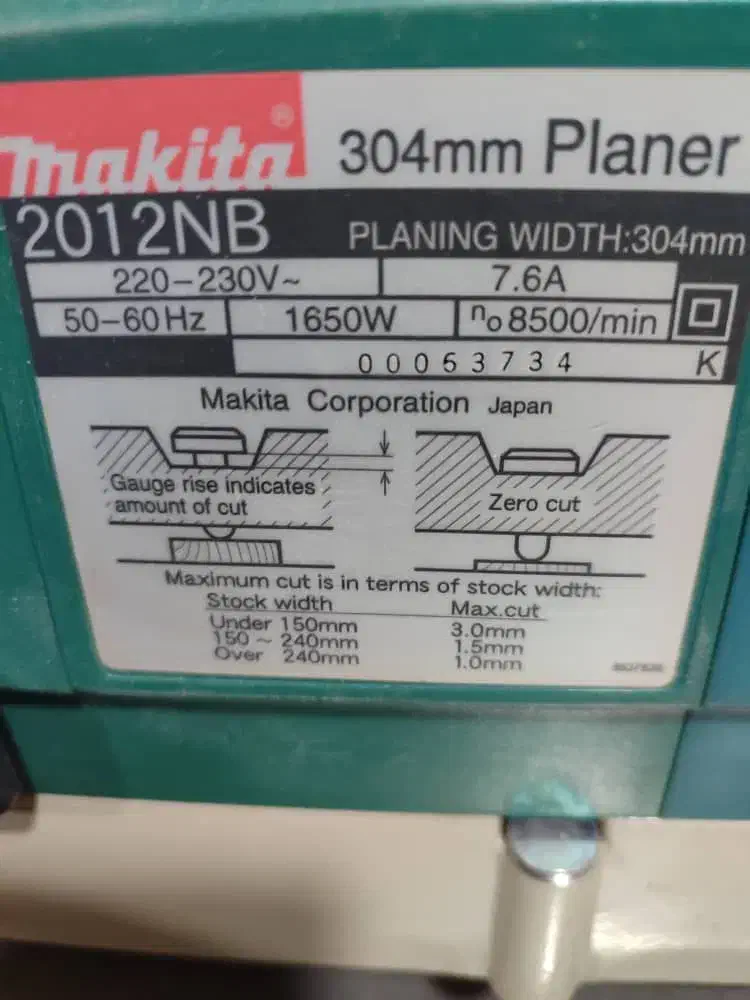 makita® 304mm Planer
2012NB PLANING WIDTH:304mm
220-230V~ 7.6A
50-60Hz 1650W no 8500/min
00063734 K
Makita Corporation Japan
Gauge rise indicates
amount of cut
Zero cut
Maximum cut is in terms of stock width:
Stock width Max.cut
Under 150mm 3.0mm
150 ~ 240mm 1.5mm
Over 240mm 1.0mm